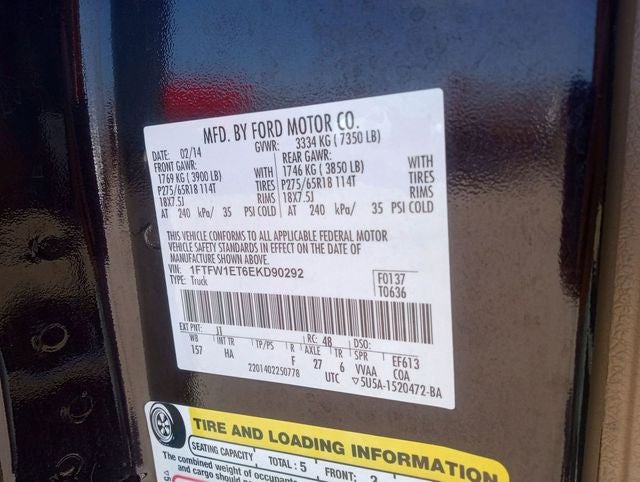 MFD. BY FORD MOTOR CO.
DATE: 02/14 GVWR: 3334 KG ( 7350 LB)
FRONT GAWR: REAR GAWR:
1769 KG ( 3900 LB) WITH 1746 KG ( 3850 LB) WITH
P275/65R18 114T TIRES P275/65R18 114T TIRES
18X7.5J RIMS 18X7.5J RIMS
AT 240 kPa/ 35 PSI COLD AT 240 kPa/ 35 PSI COLD
THIS VEHICLE CONFORMS TO ALL APPLICABLE FEDERAL MOTOR
VEHICLE SAFETY STANDARDS IN EFFECT ON THE DATE OF
MANUFACTURE SHOWN ABOVE.
VIN: 1FTFW1ET6EKD90292 F0137
TYPE: Truck T0636
EXT PNT: J1 RC: 48 DSO:
WB INT TR TP/PS R AXLE TR SPR EF613
157 HA F 27 6 VVAA COA
2201402250778 UTC 5U5A-1520472-BA
TIRE AND LOADING INFORMATION
SEATING CAPACITY TOTAL: 5 FRONT: 2
The combined weight of occupants
and cargo should